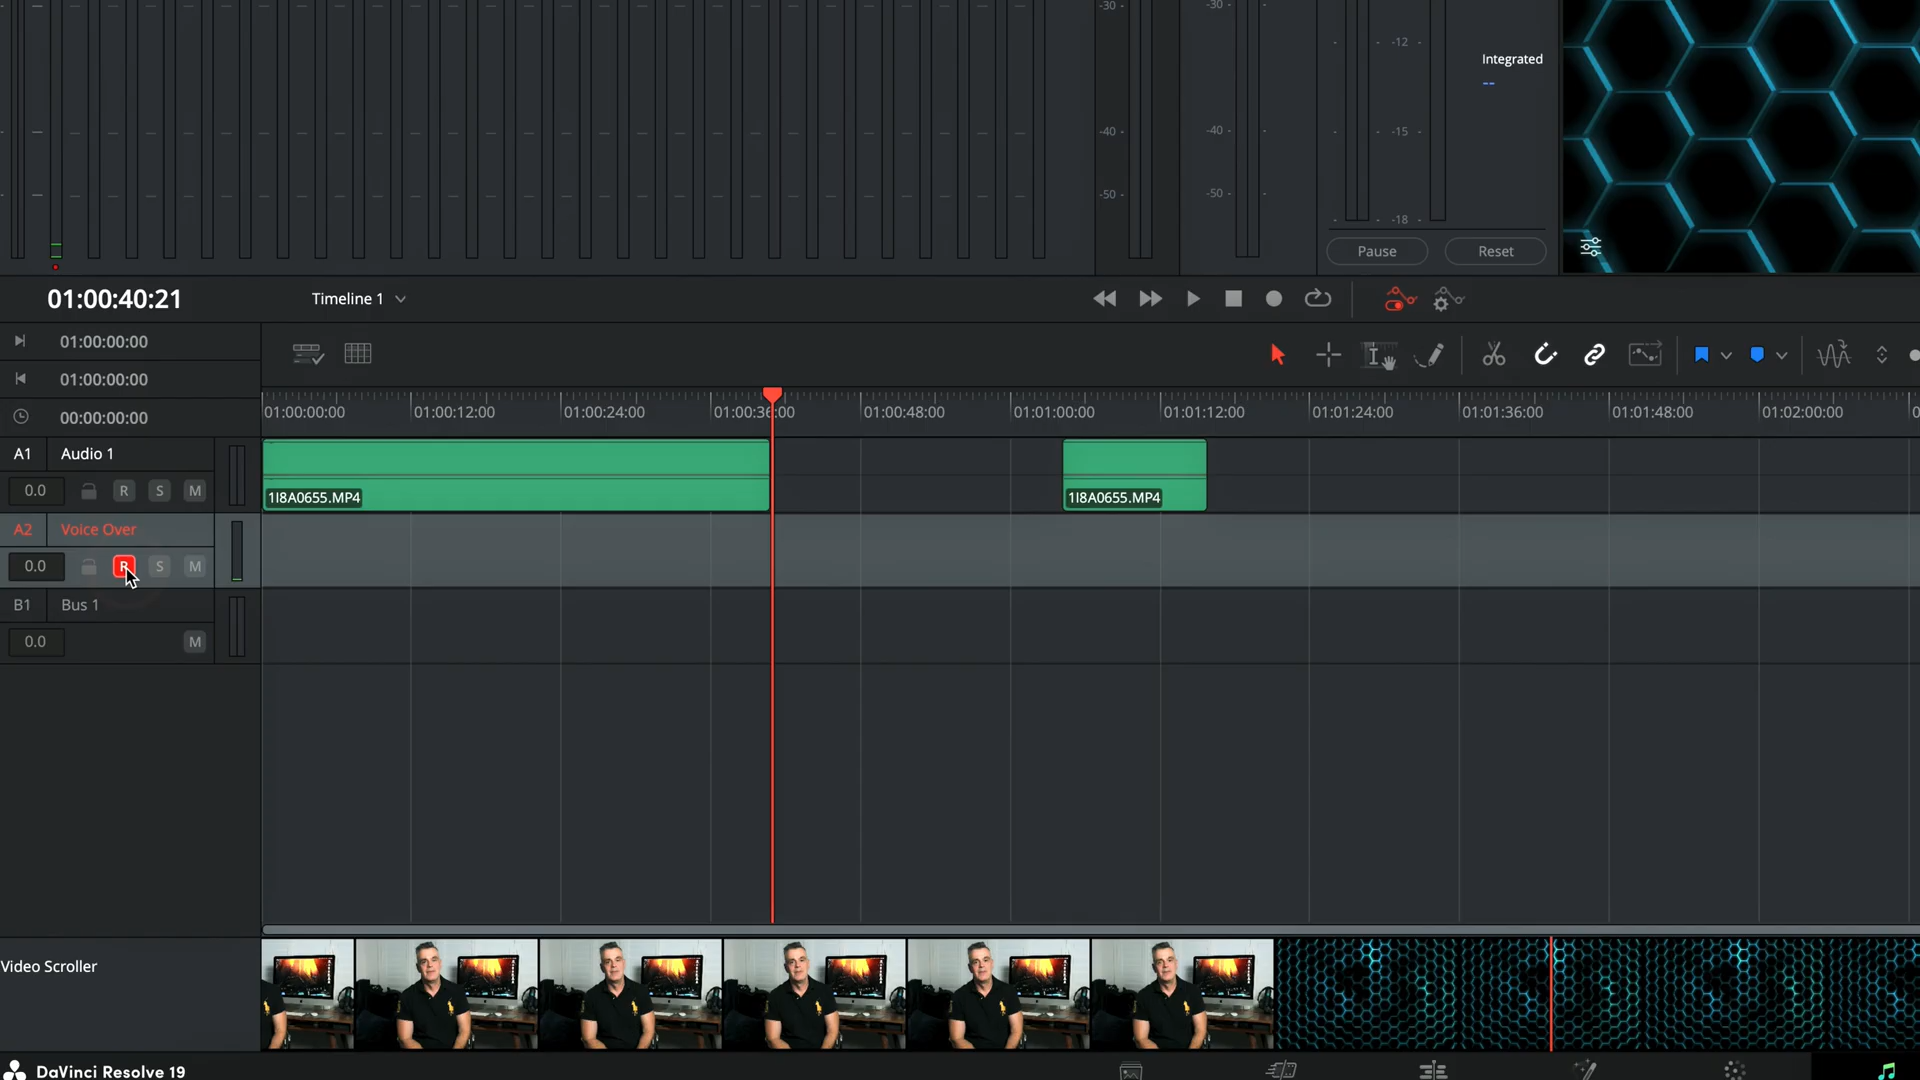 -30 -
-30 -
- -12
Integrated
--
-40 -
-40 -
- -15
-50 -
-50 -
-18
Pause
Reset
01:00:40:21
Timeline 1
01:00:00:00
01:00:00:00
00:00:00:00
01:00:00:00
01:00:12:00
01:00:24:00
01:00:36:00
01:00:48:00
01:01:00:00
01:01:12:00
01:01:24:00
01:01:36:00
01:01:48:00
01:02:00:00
A1 Audio 1
0.0 R S M
1I8A0655.MP4
1I8A0655.MP4
A2 Voice Over
0.0 R S M
B1 Bus 1
0.0 M
Video Scroller
DaVinci Resolve 19